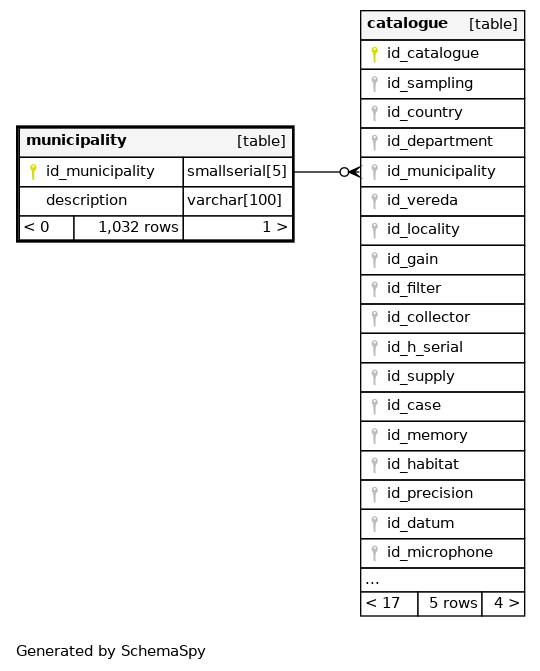 municipality [table]
id_municipality smallserial[5]
description varchar[100]
< 0 1,032 rows 1 >
catalogue [table]
id_catalogue
id_sampling
id_country
id_department
id_municipality
id_vereda
id_locality
id_gain
id_filter
id_collector
id_h_serial
id_supply
id_case
id_memory
id_habitat
id_precision
id_datum
id_microphone
...
< 17 5 rows 4 >
Generated by SchemaSpy